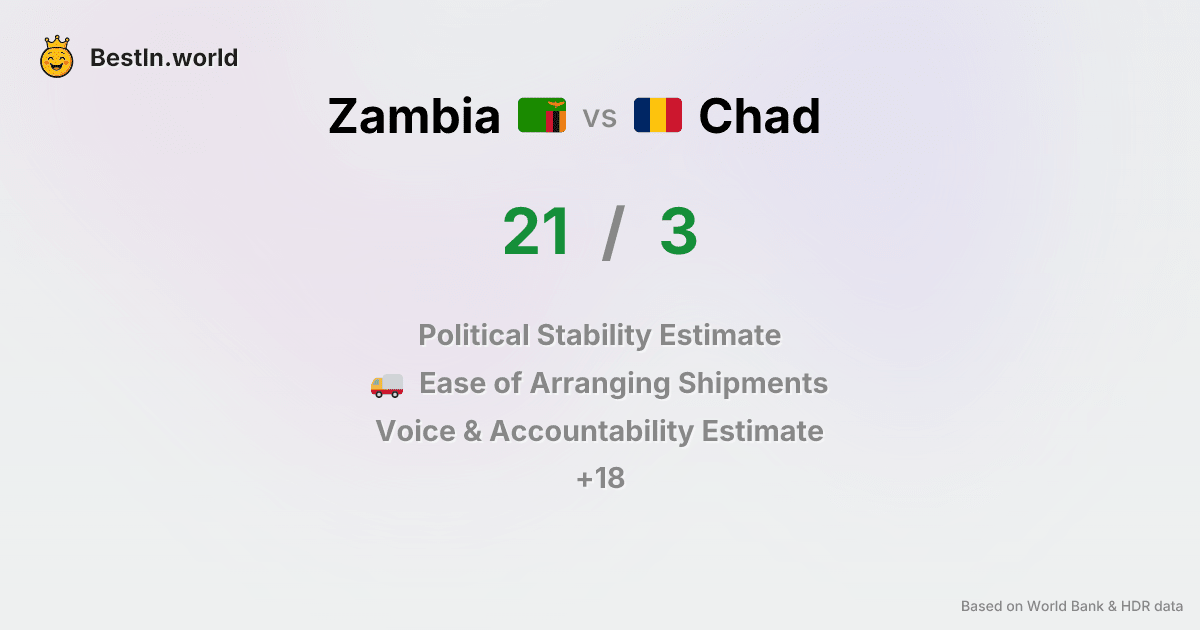 BestIn.world
Zambia vs Chad
21 / 3
Political Stability Estimate
Ease of Arranging Shipments
Voice & Accountability Estimate
+18
Based on World Bank & HDR data